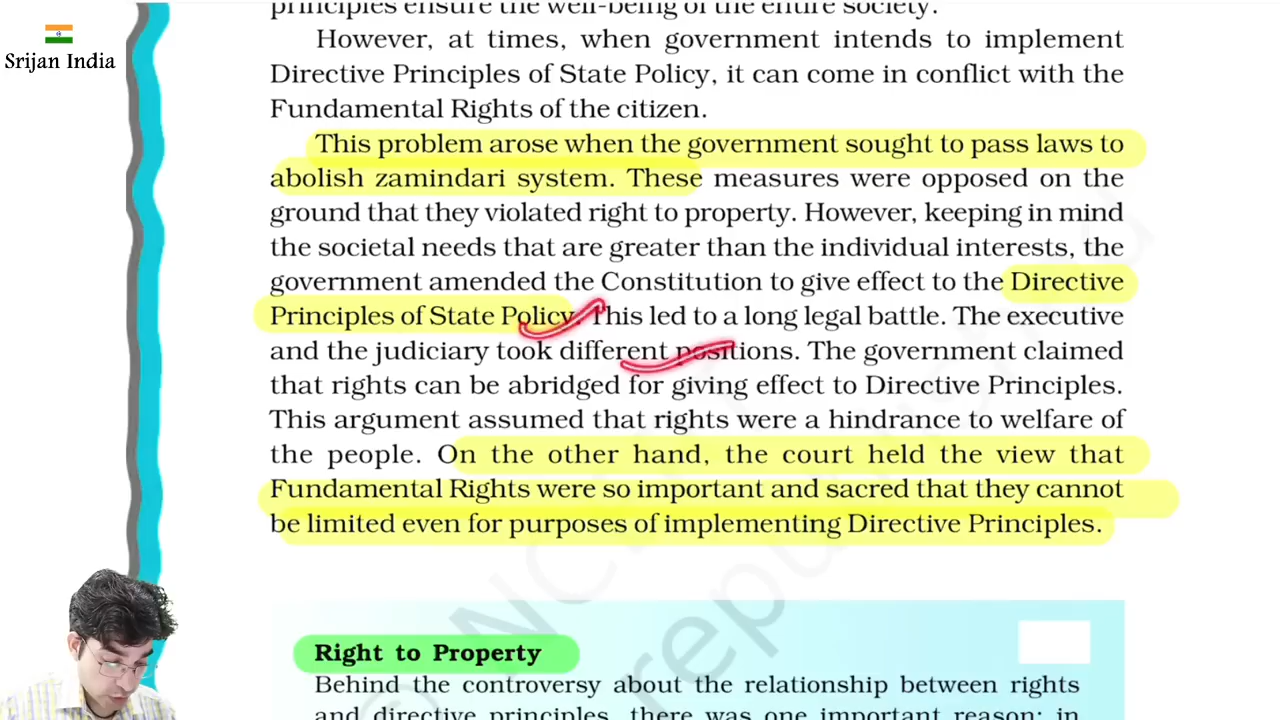 principles ensure the well-being of the entire society.
Srijan India
However, at times, when government intends to implement
Directive Principles of State Policy, it can come in conflict with the
Fundamental Rights of the citizen.
This problem arose when the government sought to pass laws to
abolish zamindari system. These measures were opposed on the
ground that they violated right to property. However, keeping in mind
the societal needs that are greater than the individual interests, the
government amended the Constitution to give effect to the Directive
Principles of State Policy. This led to a long legal battle. The executive
and the judiciary took different positions. The government claimed
that rights can be abridged for giving effect to Directive Principles.
This argument assumed that rights were a hindrance to welfare of
the people. On the other hand, the court held the view that
Fundamental Rights were so important and sacred that they cannot
be limited even for purposes of implementing Directive Principles.
Right to Property
Behind the controversy about the relationship between rights
and directive principles, there was one important reason: in